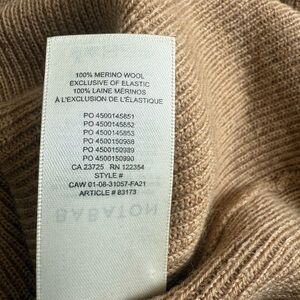 100% MERINO WOOL
EXCLUSIVE OF ELASTIC
100% LAINE MÉRINOS
À L'EXCLUSION DE L'ÉLASTIQUE
PO 4500145851
PO 4500145852
PO 4500145853
PO 4500150988
PO 4500150989
PO 4500150990
CA 23725 RN 122354
STYLE #
CAW 01-08-31057-FA21
ARTICLE # 83173
BABATON